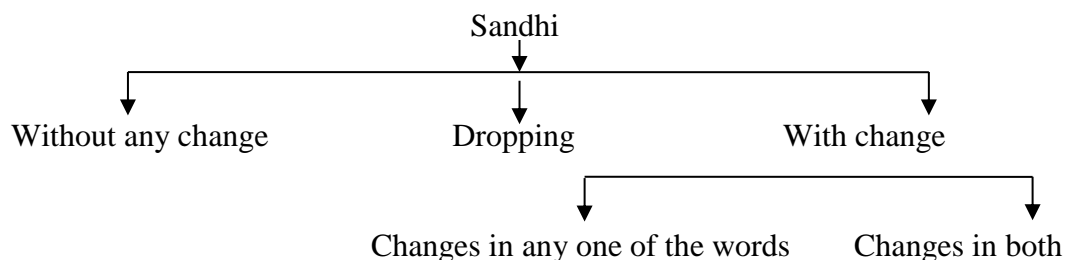 Sandhi
Without any change Dropping With change
Changes in any one of the words Changes in both